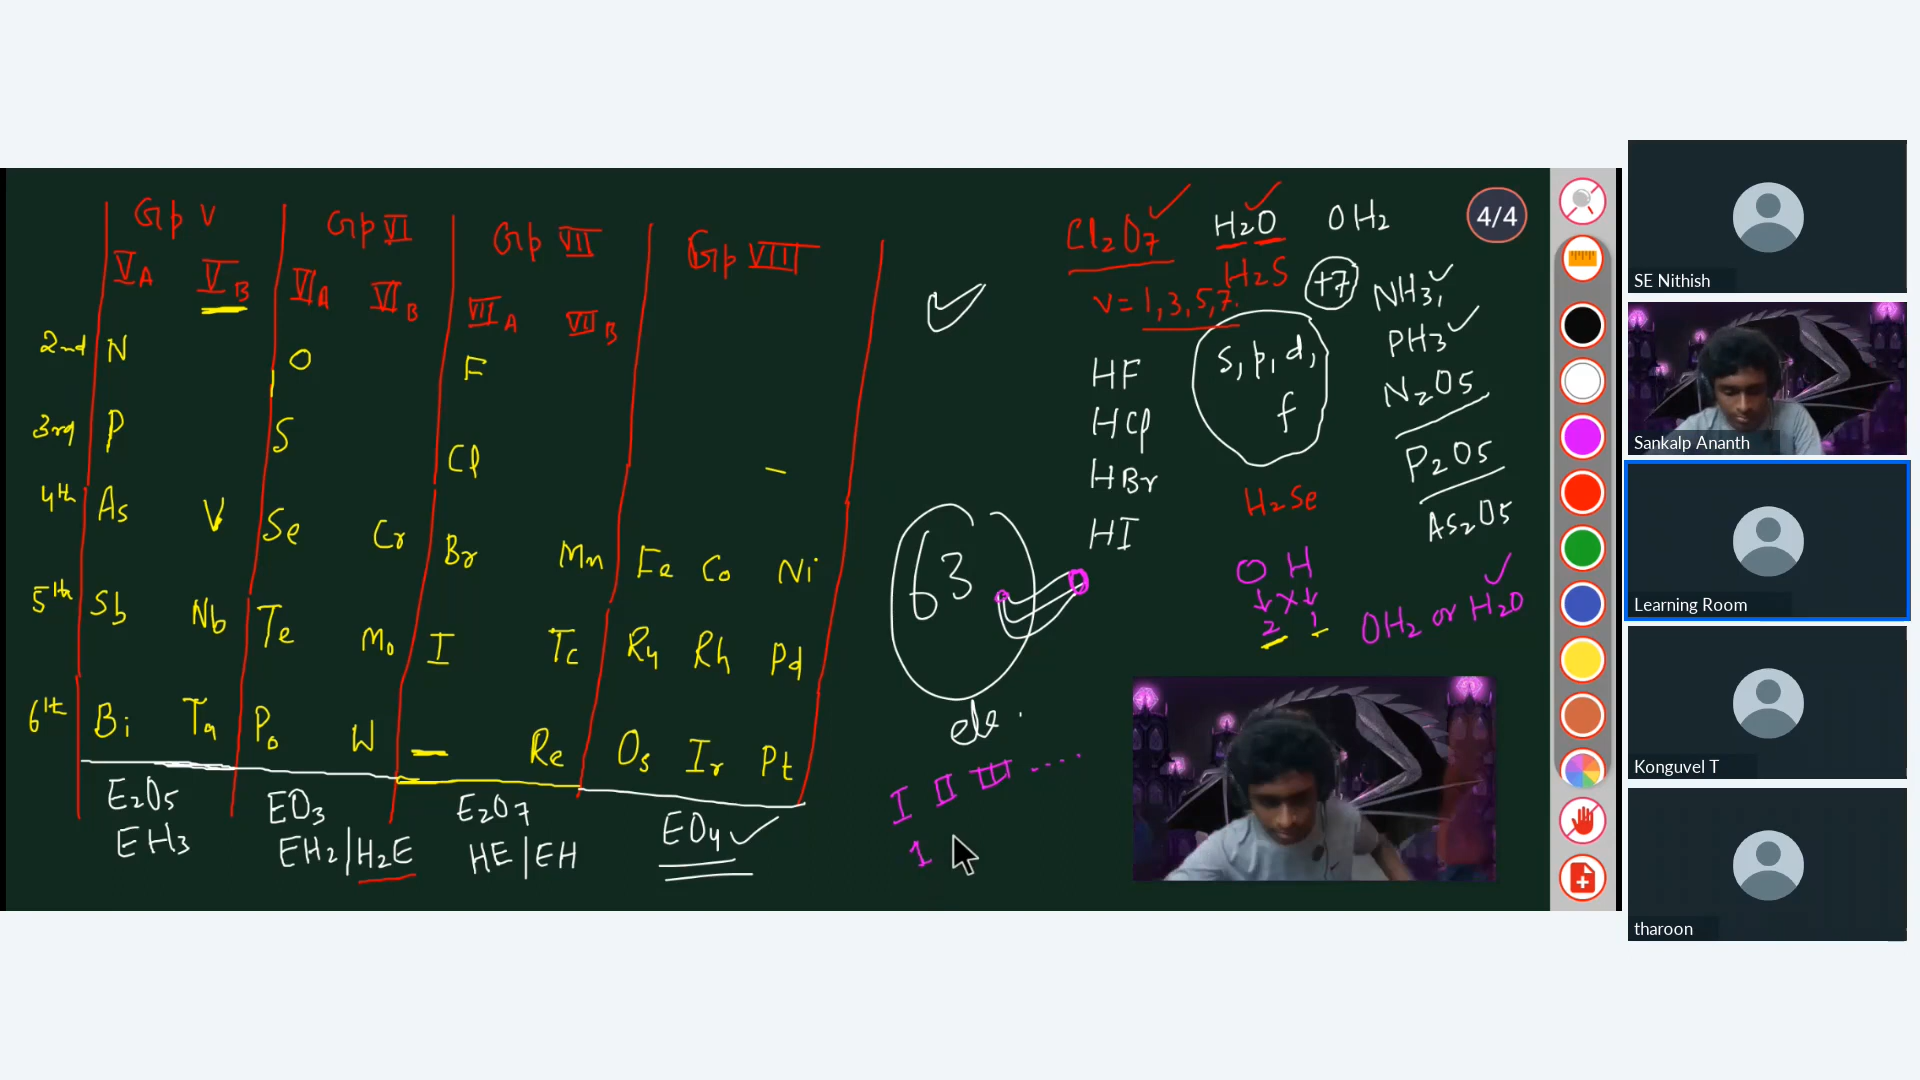 Gp V Gp VI Gp VII Gp VIII
VA VB VIA VIB VIIA VIIB
2nd N O F
3rd P S Cl –
4th As V Se Cr Br Mn Fe Co Ni
5th Sb Nb Te Mo I Tc Ru Rh Pd
6th Bi Ta Po W — Re Os Ir Pt
E2O5 EO3 E2O7 EO4 ✓
EH3 EH2 | H2E HE | EH
63
ele.
I II III ....
1
Cl2O7 ✓ H2O ✓ OH2
H2S
v = 1, 3, 5, 7.
+7
NH3, ✓
PH3 ✓
N2O5
P2O5
As2O5
HF
HCl
HBr
HI
s, p, d,
f
H2Se
O H
↓ × ↓
2 1
OH2 or H2O ✓
4/4
SE Nithish
Sankalp Ananth
Learning Room
Konguvel T
tharoon